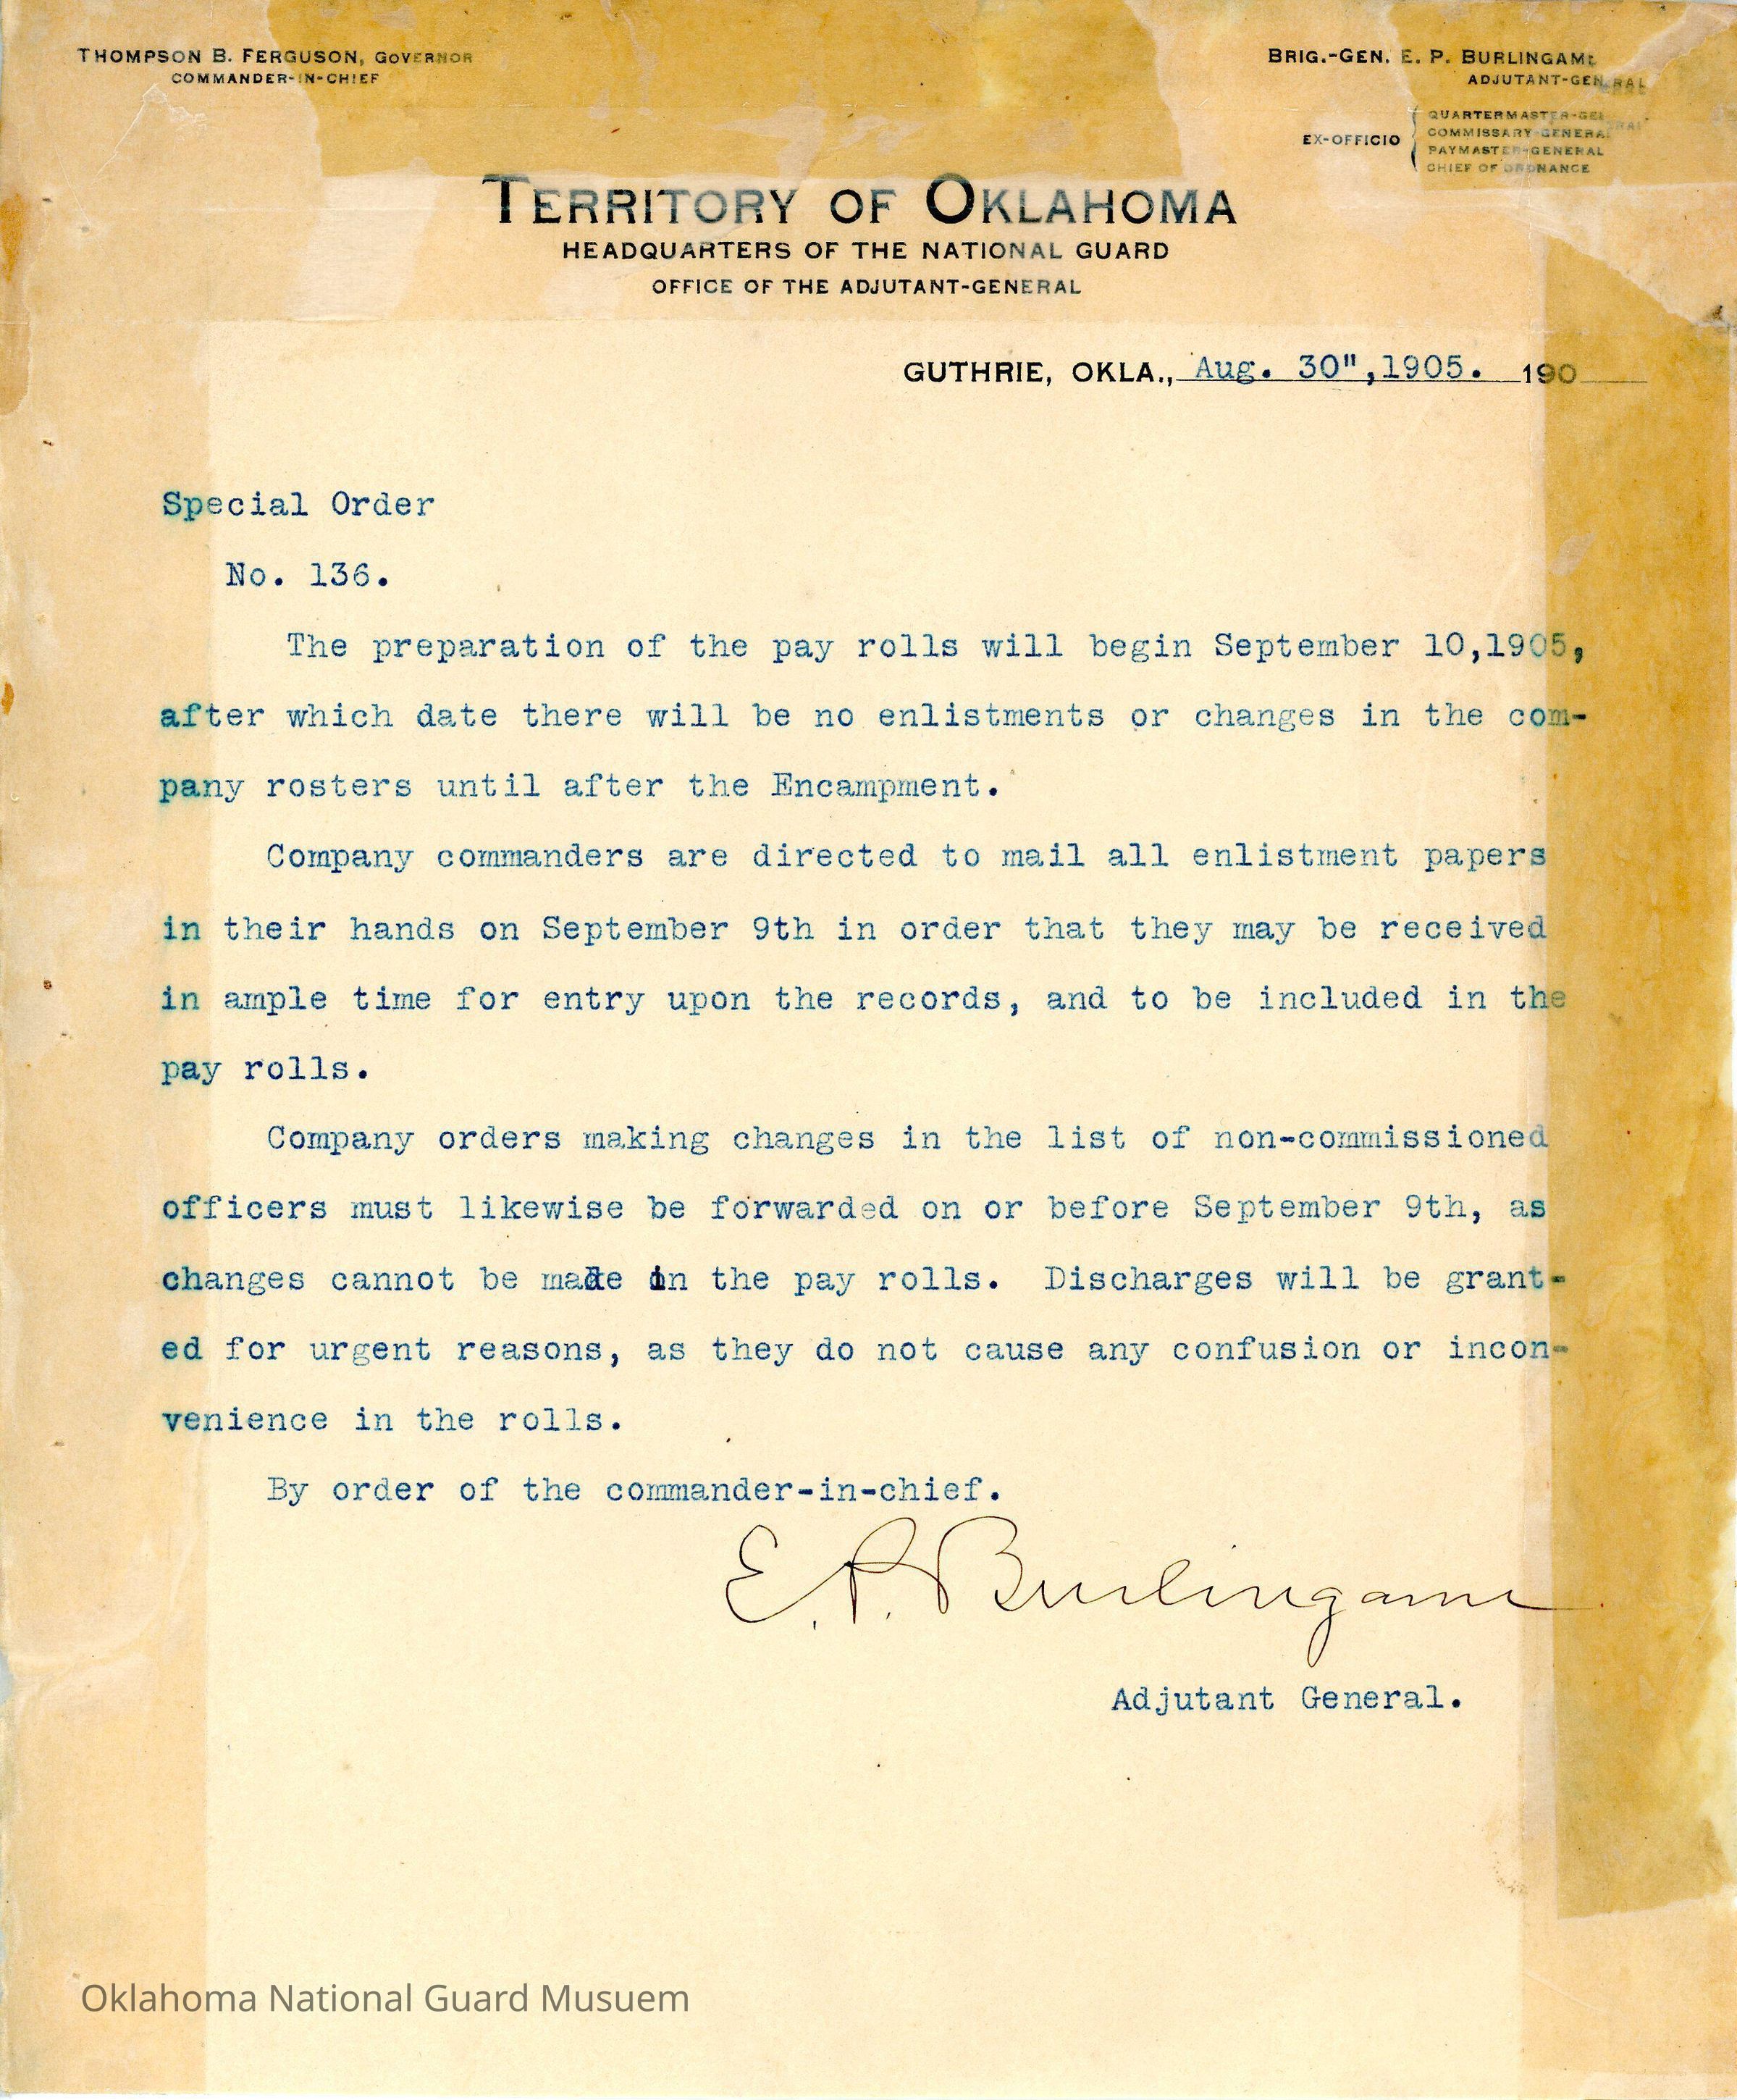 THOMPSON B. FERGUSON, GOVERNOR
COMMANDER-IN-CHIEF
BRIG.-GEN. E. P. BURLINGAME
ADJUTANT-GENERAL
EX-OFFICIO
QUARTERMASTER-GENERAL
COMMISSARY-GENERAL
PAYMASTER-GENERAL
CHIEF OF ORDNANCE
TERRITORY OF OKLAHOMA
HEADQUARTERS OF THE NATIONAL GUARD
OFFICE OF THE ADJUTANT-GENERAL
GUTHRIE, OKLA., Aug. 30",1905. 190
Special Order
No. 136.
The preparation of the pay rolls will begin September 10,1905,
after which date there will be no enlistments or changes in the com-
pany rosters until after the Encampment.
Company commanders are directed to mail all enlistment papers
in their hands on September 9th in order that they may be received
in ample time for entry upon the records, and to be included in the
pay rolls.
Company orders making changes in the list of non-commissioned
officers must likewise be forwarded on or before September 9th, as
changes cannot be made in the pay rolls. Discharges will be grant-
ed for urgent reasons, as they do not cause any confusion or incon-
venience in the rolls.
By order of the commander-in-chief.
E. P. Burlingame
Adjutant General.
Oklahoma National Guard Musuem